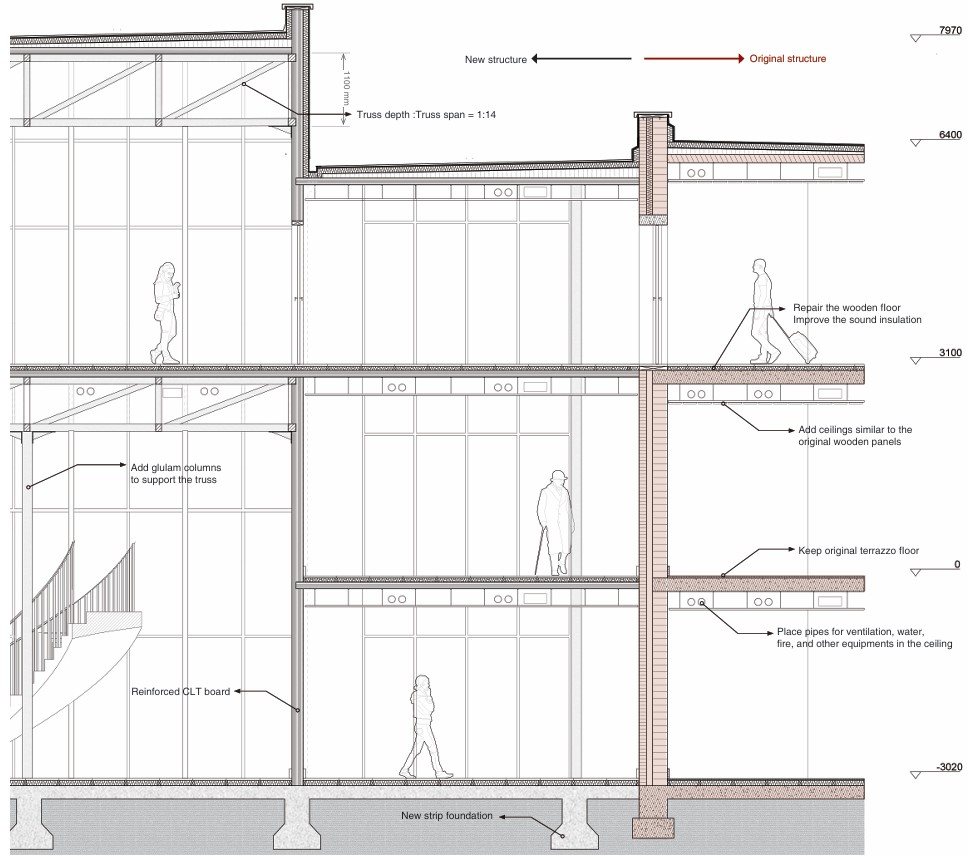 7970
New structure
Original structure
1100 mm
Truss depth :Truss span = 1:14
6400
Repair the wooden floor
Improve the sound insulation
3100
Add ceilings similar to the
original wooden panels
Add glulam columns
to support the truss
Keep original terrazzo floor
0
Place pipes for ventilation, water,
fire, and other equipments in the ceiling
Reinforced CLT board
-3020
New strip foundation